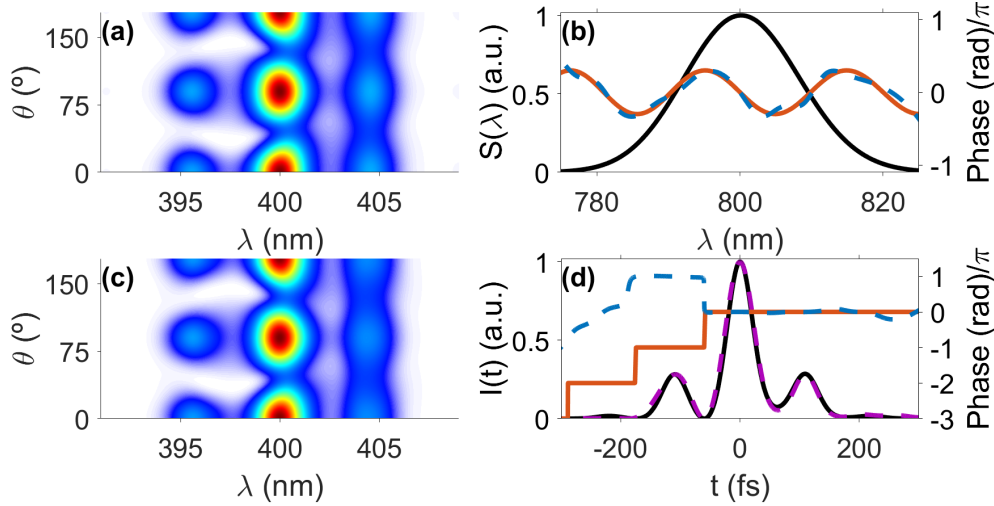 (a)
150
75
0
θ (º)
395 400 405
λ (nm)
(b)
1
0.5
0
S(λ) (a.u.)
1
0
-1
Phase (rad)/π
780 800 820
λ (nm)
(c)
150
75
0
θ (º)
395 400 405
λ (nm)
(d)
1
0.5
0
I(t) (a.u.)
1
0
-1
-2
-3
Phase (rad)/π
-200 0 200
t (fs)